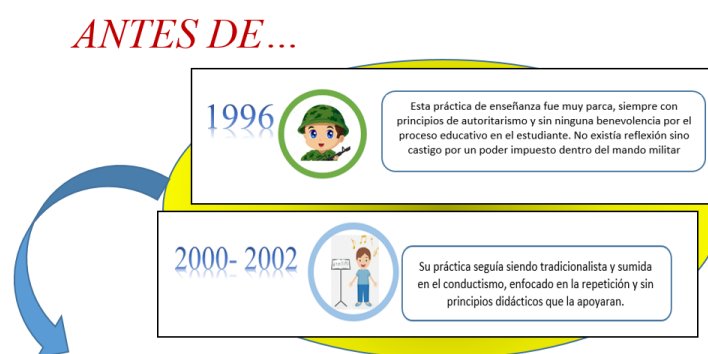 ANTES DE...
1996
Esta práctica de enseñanza fue muy parca, siempre con
principios de autoritarismo y sin ninguna benevolencia por el
proceso educativo en el estudiante. No existía reflexión sino
castigo por un poder impuesto dentro del mando militar
2000- 2002
Su práctica seguía siendo tradicionalista y sumida
en el conductismo, enfocado en la repetición y sin
principios didácticos que la apoyaran.